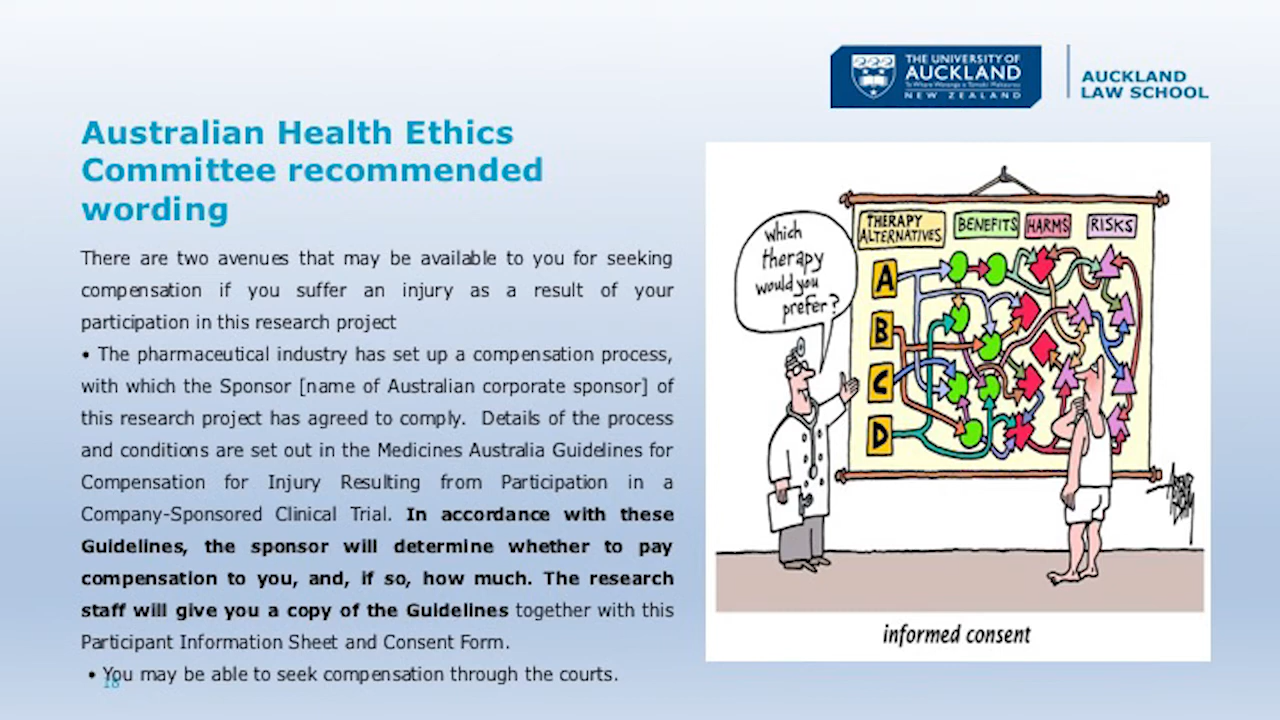 THE UNIVERSITY OF
AUCKLAND
Te Whare Wānanga o Tāmaki Makaurau
NEW ZEALAND
AUCKLAND
LAW SCHOOL
Australian Health Ethics
Committee recommended
wording
There are two avenues that may be available to you for seeking
compensation if you suffer an injury as a result of your
participation in this research project
• The pharmaceutical industry has set up a compensation process,
with which the Sponsor [name of Australian corporate sponsor] of
this research project has agreed to comply. Details of the process
and conditions are set out in the Medicines Australia Guidelines for
Compensation for Injury Resulting from Participation in a
Company-Sponsored Clinical Trial. In accordance with these
Guidelines, the sponsor will determine whether to pay
compensation to you, and, if so, how much. The research
staff will give you a copy of the Guidelines together with this
Participant Information Sheet and Consent Form.
• You may be able to seek compensation through the courts.
18
which
therapy
would you
prefer?
THERAPY
ALTERNATIVES
BENEFITS
HARMS
RISKS
A
B
C
D
informed consent